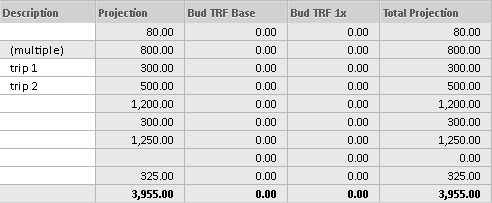 Description Projection Bud TRF Base Bud TRF 1x Total Projection
80.00 0.00 0.00 80.00
(multiple) 800.00 0.00 0.00 800.00
trip 1 300.00 0.00 0.00 300.00
trip 2 500.00 0.00 0.00 500.00
1,200.00 0.00 0.00 1,200.00
300.00 0.00 0.00 300.00
1,250.00 0.00 0.00 1,250.00
0.00 0.00 0.00
325.00 0.00 0.00 325.00
3,955.00 0.00 0.00 3,955.00